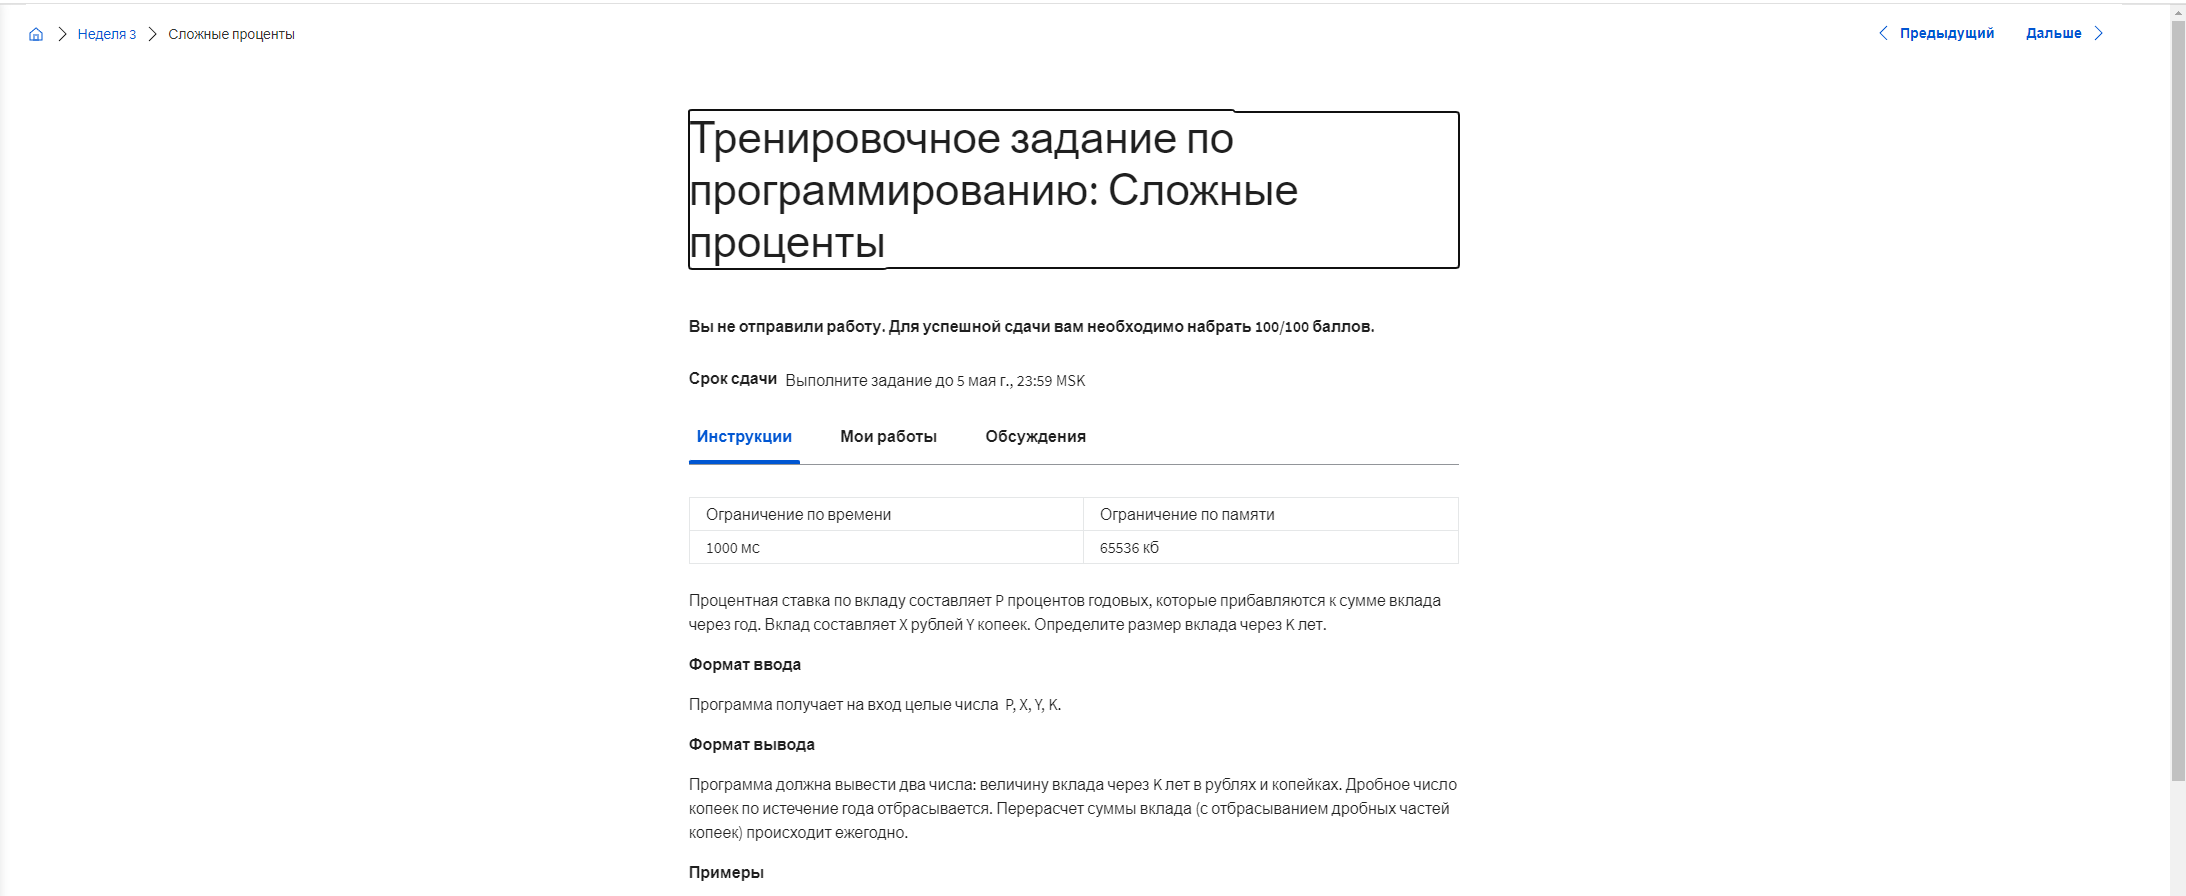 Неделя 3 Сложные проценты Предыдущий Дальше
Тренировочное задание по
программированию: Сложные
проценты
Вы не отправили работу. Для успешной сдачи вам необходимо набрать 100/100 баллов.
Срок сдачи Выполните задание до 5 мая г., 23:59 MSK
Инструкции Мои работы Обсуждения
Ограничение по времени Ограничение по памяти
1000 мс 65536 кб
Процентная ставка по вкладу составляет P процентов годовых, которые прибавляются к сумме вклада
через год. Вклад составляет X рублей Y копеек. Определите размер вклада через K лет.
Формат ввода
Программа получает на вход целые числа P, X, Y, K.
Формат вывода
Программа должна вывести два числа: величину вклада через K лет в рублях и копейках. Дробное число
копеек по истечение года отбрасывается. Перерасчет суммы вклада (с отбрасыванием дробных частей
копеек) происходит ежегодно.
Примеры